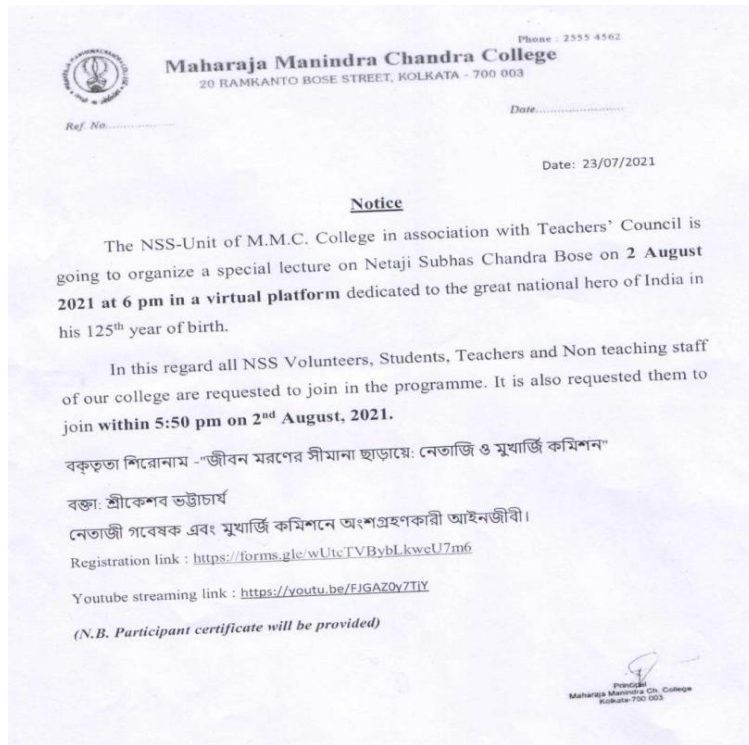 Phone : 2555 4562
Maharaja Manindra Chandra College
20 RAMKANTO BOSE STREET, KOLKATA - 700 003
Ref. No....................
Date.........................
Date: 23/07/2021
Notice
The NSS-Unit of M.M.C. College in association with Teachers' Council is
going to organize a special lecture on Netaji Subhas Chandra Bose on 2 August
2021 at 6 pm in a virtual platform dedicated to the great national hero of India in
his 125th year of birth.
In this regard all NSS Volunteers, Students, Teachers and Non teaching staff
of our college are requested to join in the programme. It is also requested them to
join within 5:50 pm on 2nd August, 2021.
বক্তৃতা শিরোনাম -"জীবন মরণের সীমানা ছাড়ায়ে: নেতাজি ও মুখার্জি কমিশন"
বক্তা: শ্রীকেশব ভট্টাচার্য
নেতাজী গবেষক এবং মুখার্জি কমিশনে অংশগ্রহণকারী আইনজীবী।
Registration link : https://forms.gle/wUtcTVBybLkweU7m6
Youtube streaming link : https://youtu.be/FJGAZ0y7TjY
(N.B. Participant certificate will be provided)
Principal
Maharaja Manindra Ch. College
Kolkata-700 003